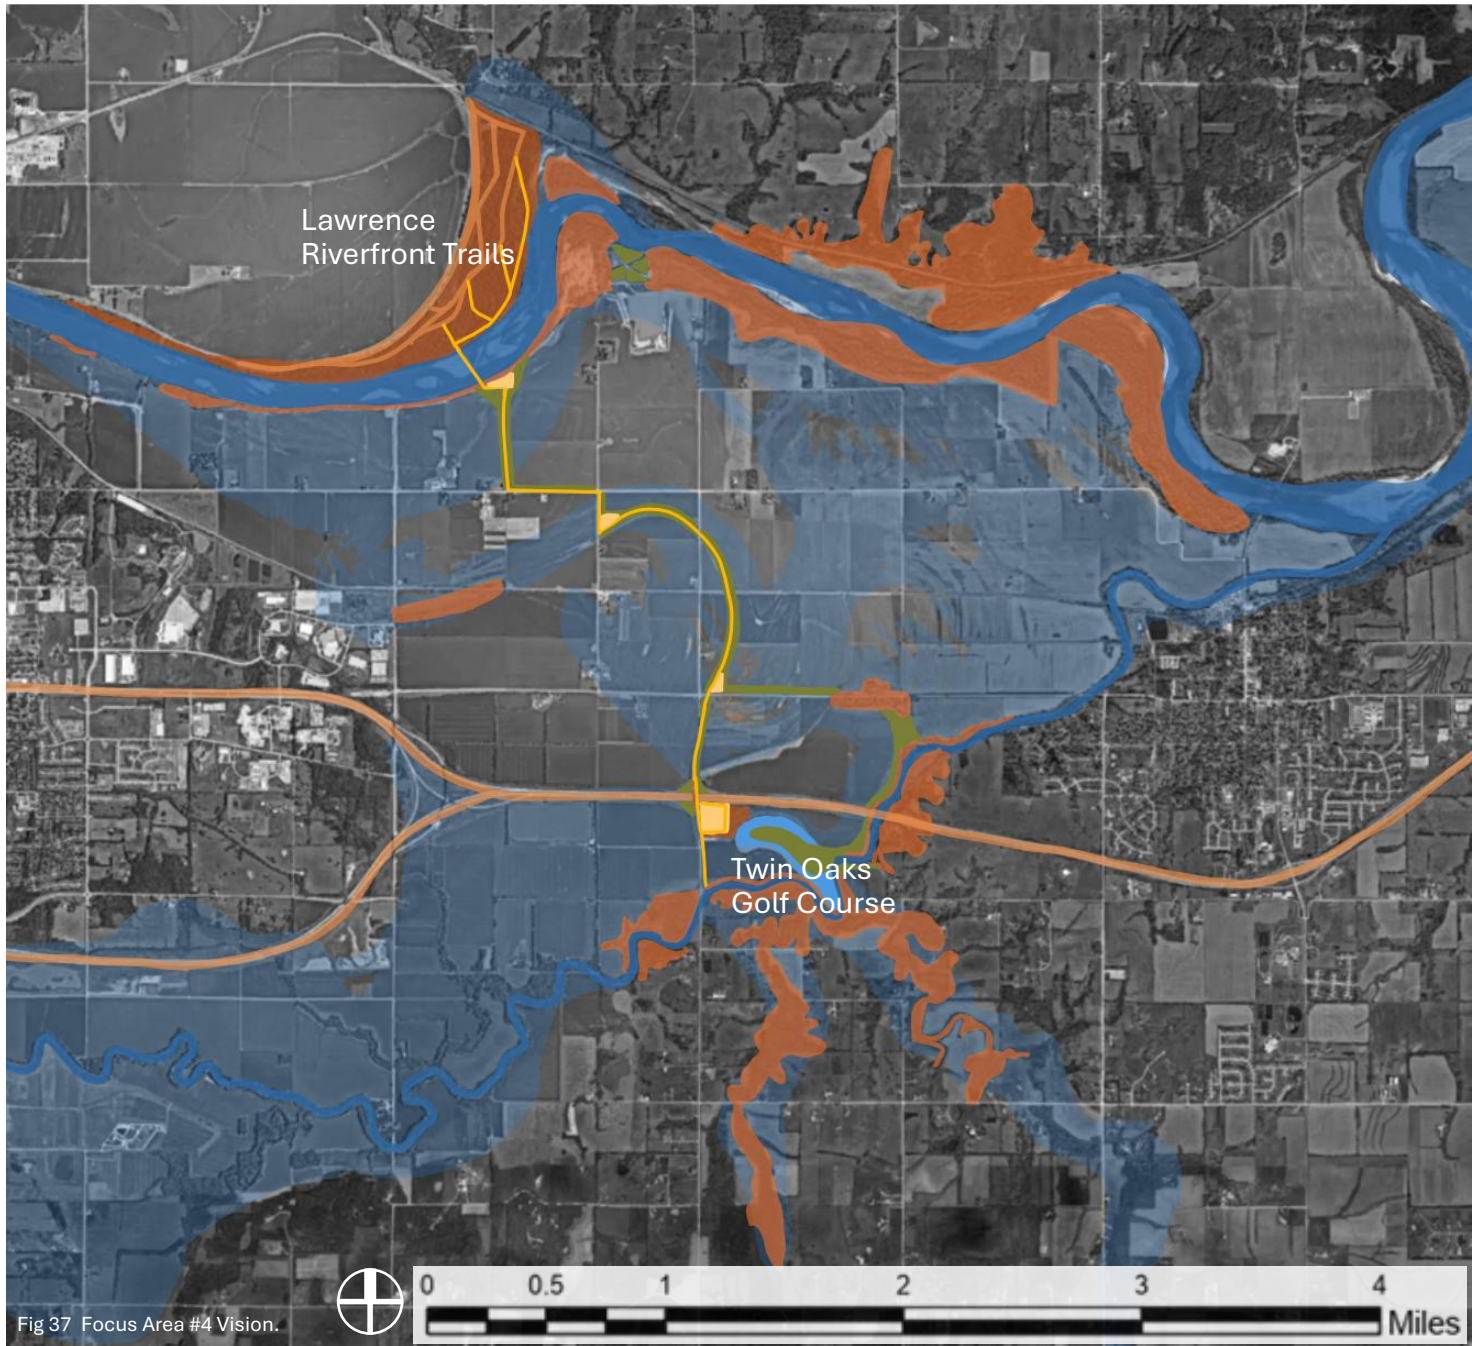 Lawrence
Riverfront Trails
Twin Oaks
Golf Course
0 0.5 1 2 3 4
Miles
Fig 37 Focus Area #4 Vision.